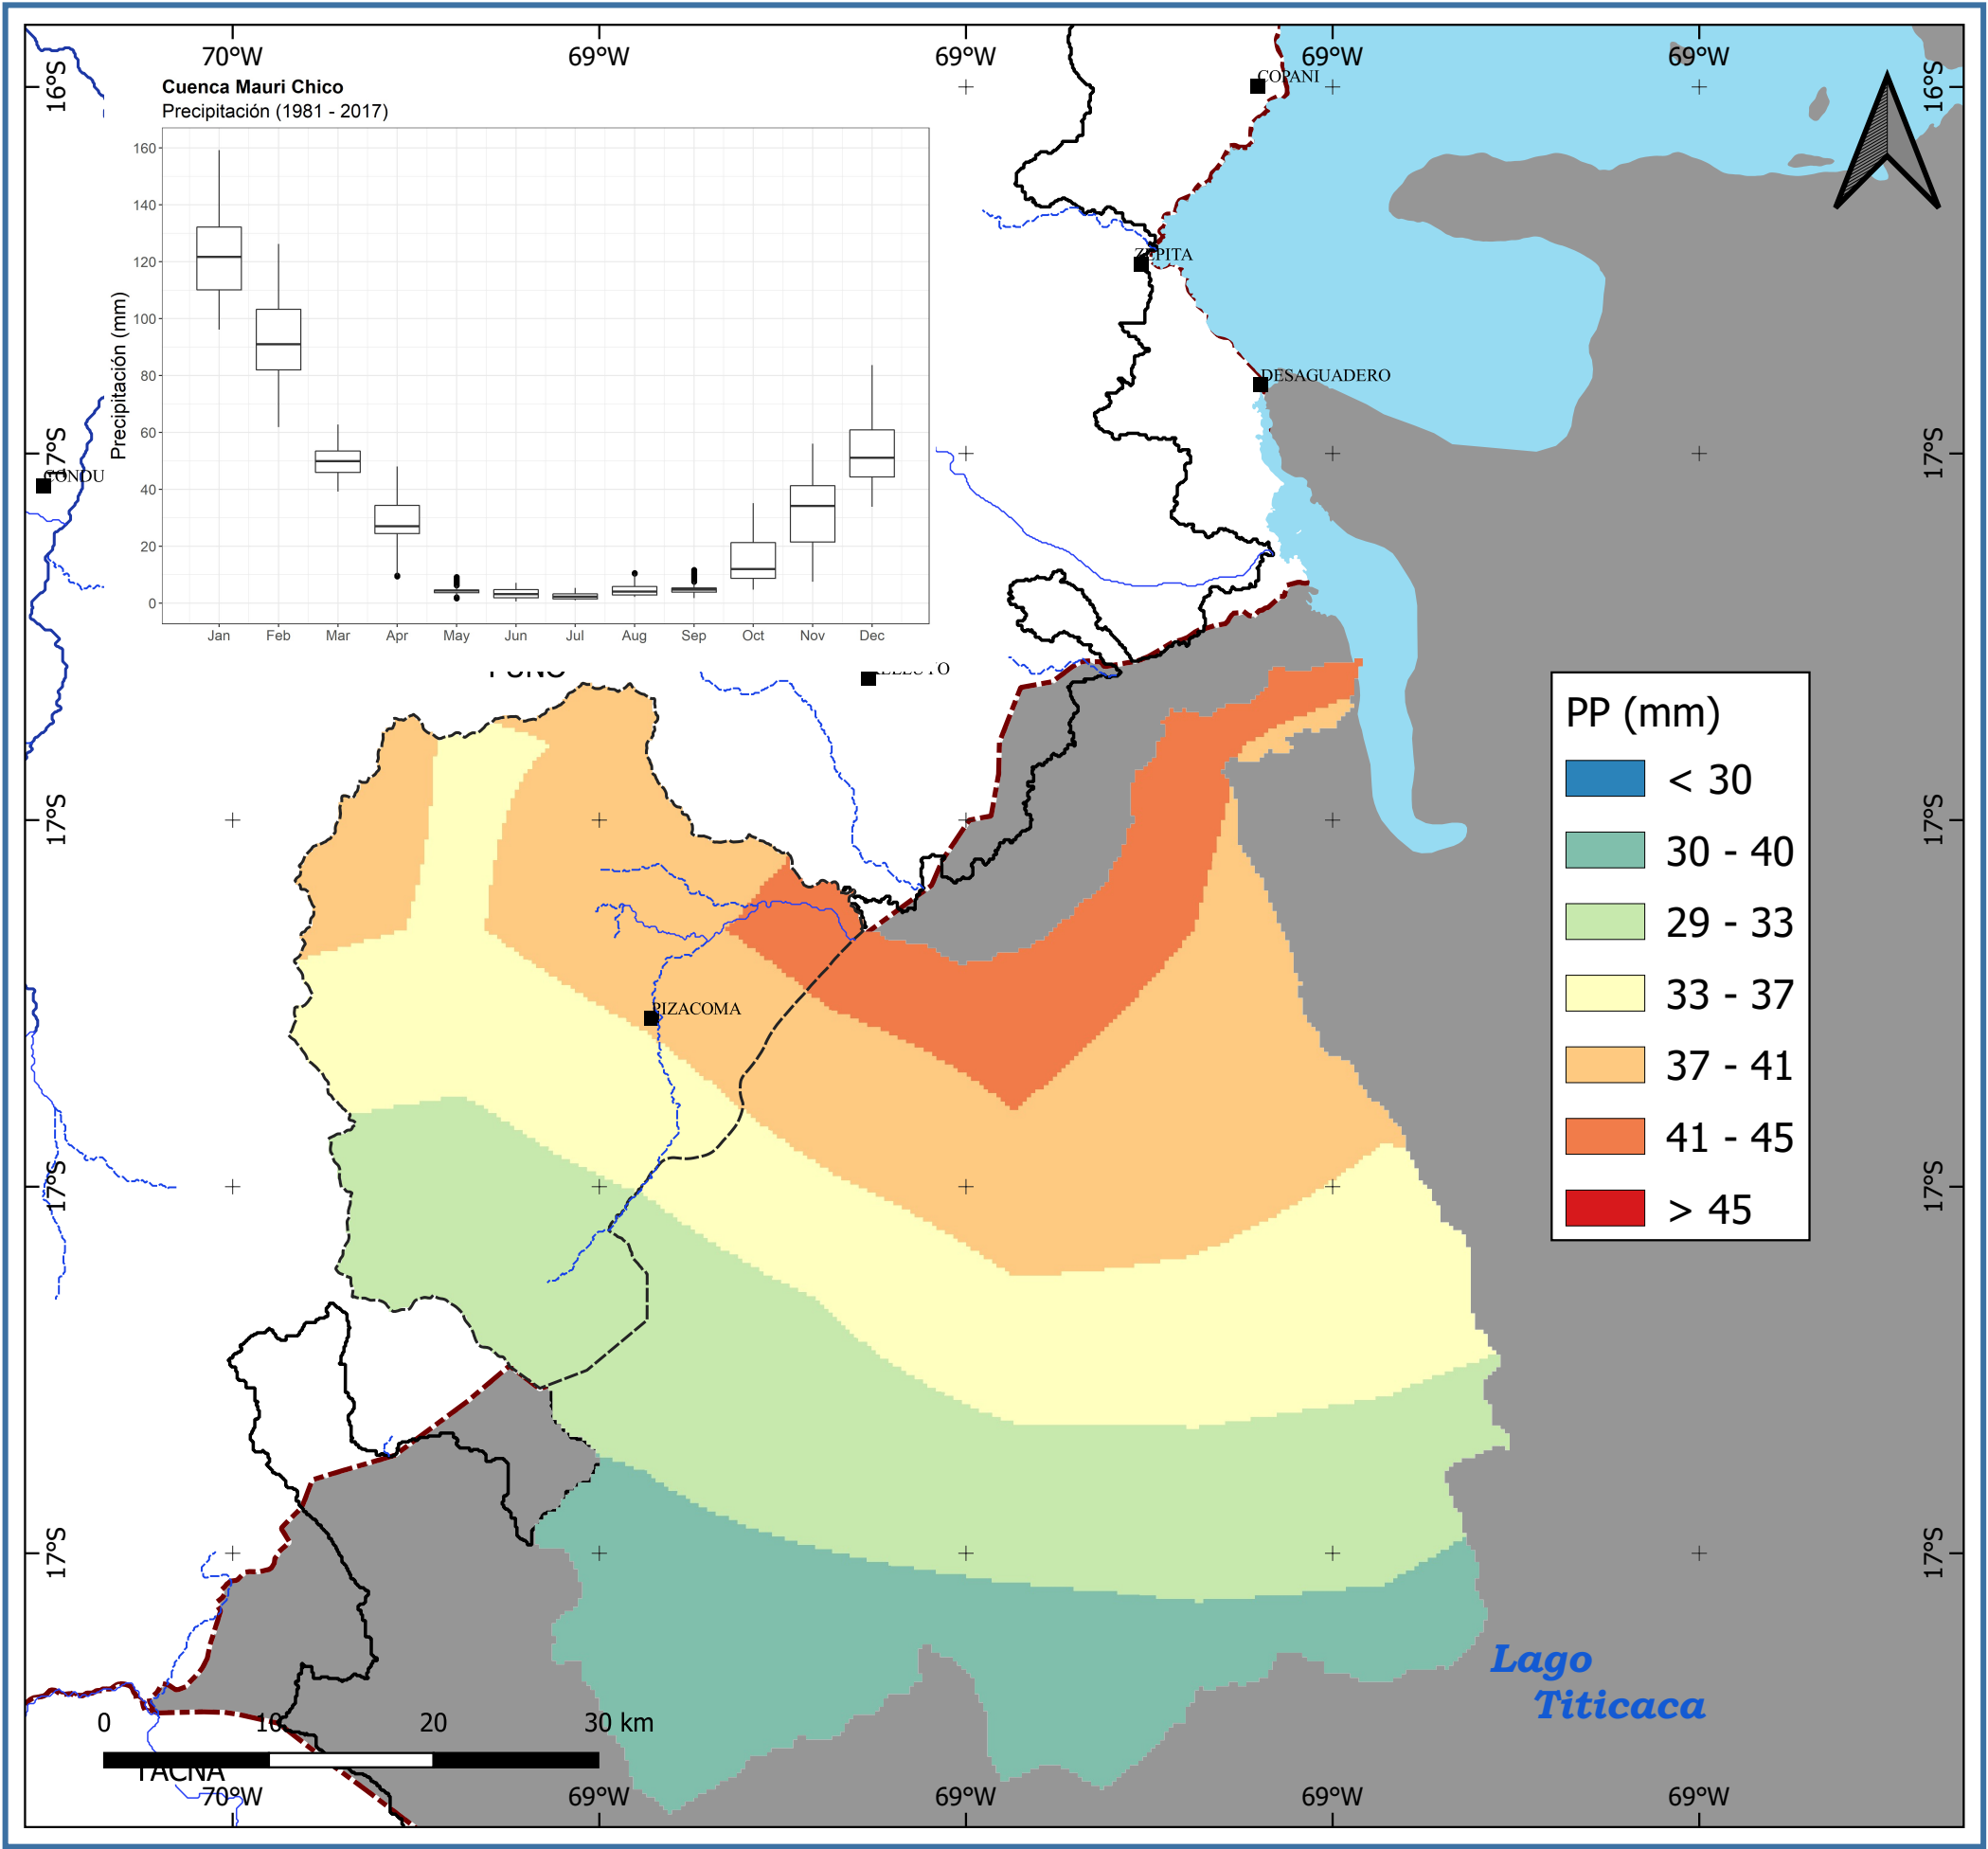 70°W 69°W 69°W 69°W 69°W
16°S 16°S
Cuenca Mauri Chico
Precipitación (1981 - 2017)
COPANI
160
140
120
100
80
60
40
20
0
Precipitación (mm)
Jan Feb Mar Apr May Jun Jul Aug Sep Oct Nov Dec
ZEPITA
DESAGUADERO
17°S 17°S
CONDU
PUNO
PIZACOMA
PP (mm)
< 30
30 - 40
29 - 33
33 - 37
37 - 41
41 - 45
> 45
17°S 17°S
17°S 17°S
17°S 17°S
Lago
Titicaca
0 10 20 30 km
TACNA
70°W 69°W 69°W 69°W 69°W